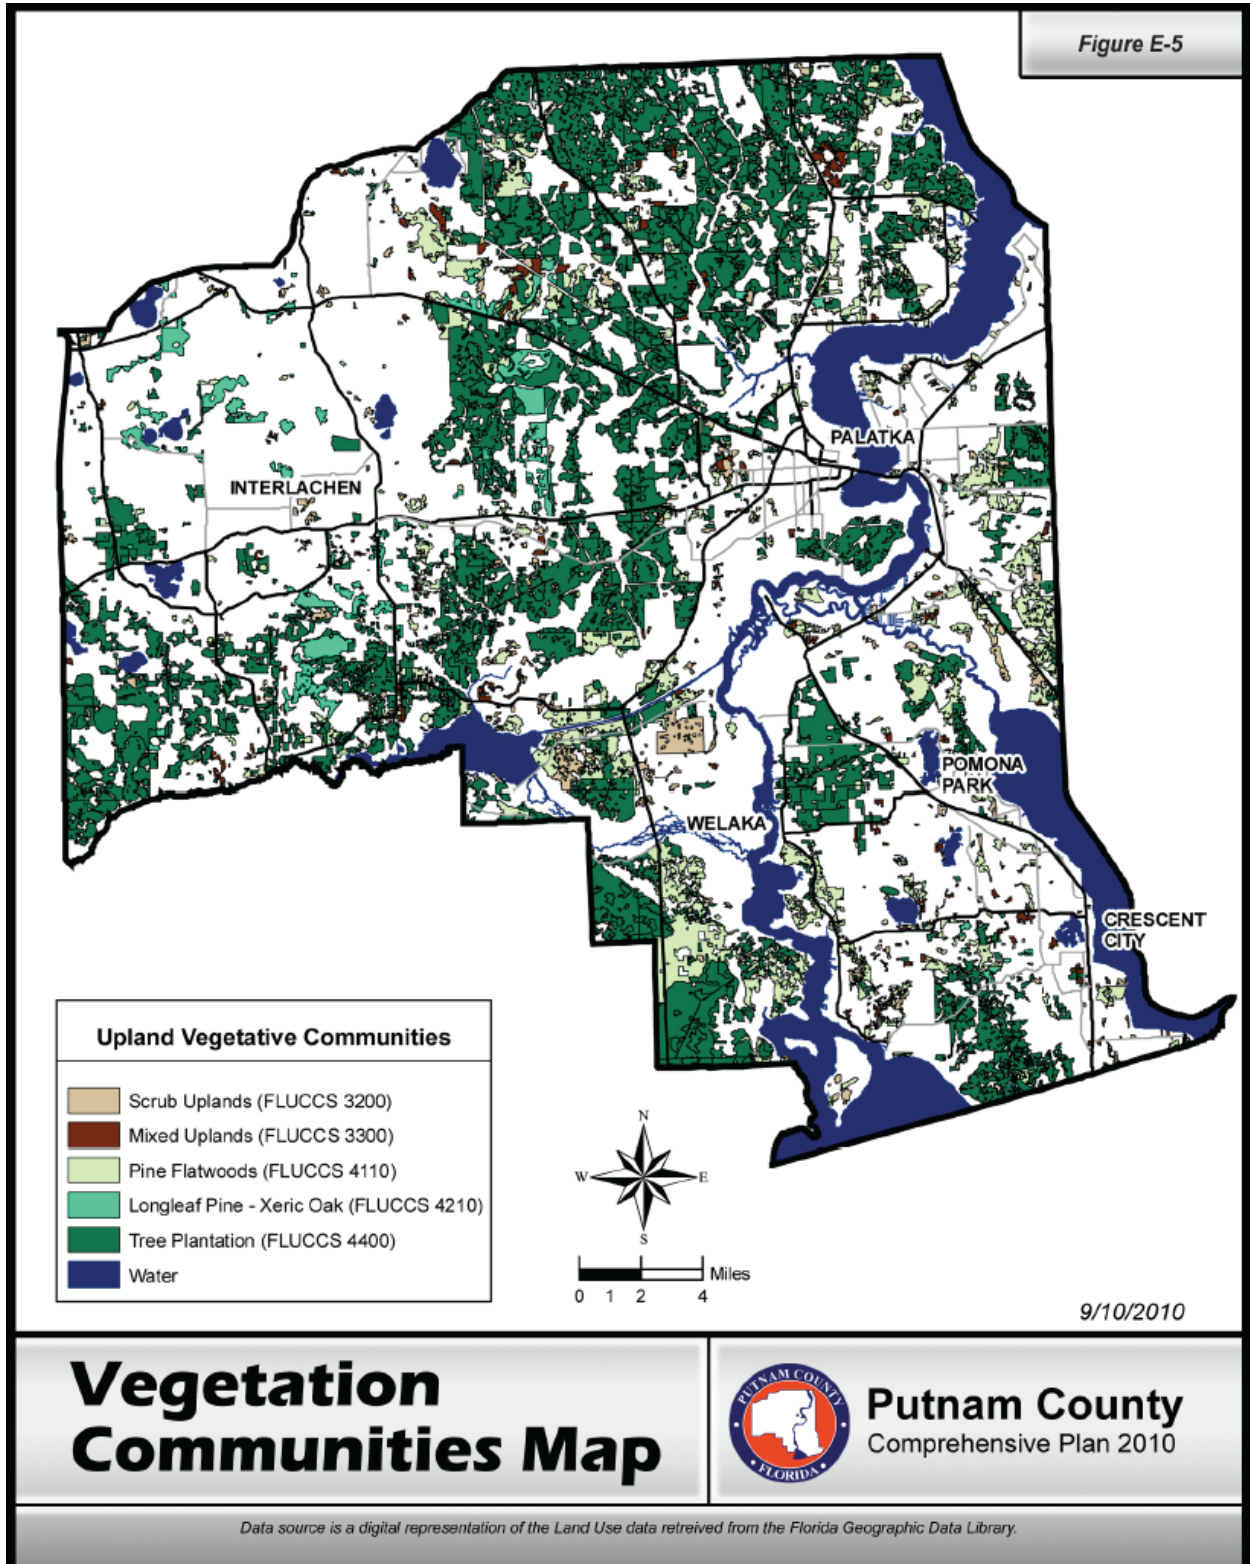 Figure E-5
PALATKA
INTERLACHEN
POMONA
PARK
WELAKA
CRESCENT
CITY
Upland Vegetative Communities
Scrub Uplands (FLUCCS 3200)
Mixed Uplands (FLUCCS 3300)
Pine Flatwoods (FLUCCS 4110)
Longleaf Pine - Xeric Oak (FLUCCS 4210)
Tree Plantation (FLUCCS 4400)
Water
N
W
E
S
Miles
0 1 2 4
9/10/2010
Vegetation
Communities Map
PUTNAM COUNTY
FLORIDA
Putnam County
Comprehensive Plan 2010
Data source is a digital representation of the Land Use data retreived from the Florida Geographic Data Library.